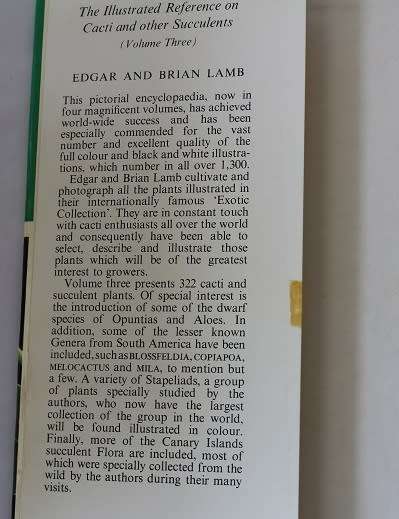 The Illustrated Reference on
Cacti and other Succulents
(Volume Three)
EDGAR AND BRIAN LAMB
This pictorial encyclopaedia, now in
four magnificent volumes, has achieved
world-wide success and has been
especially commended for the vast
number and excellent quality of the
full colour and black and white illustra-
tions, which number in all over 1,300.
Edgar and Brian Lamb cultivate and
photograph all the plants illustrated in
their internationally famous 'Exotic
Collection'. They are in constant touch
with cacti enthusiasts all over the world
and consequently have been able to
select, describe and illustrate those
plants which will be of the greatest
interest to growers.
Volume three presents 322 cacti and
succulent plants. Of special interest is
the introduction of some of the dwarf
species of Opuntias and Aloes. In
addition, some of the lesser known
Genera from South America have been
included, such as BLOSSFELDIA, COPIAPOA,
MELOCACTUS and MILA, to mention but
a few. A variety of Stapeliads, a group
of plants specially studied by the
authors, who now have the largest
collection of the group in the world,
will be found illustrated in colour.
Finally, more of the Canary Islands
succulent Flora are included, most of
which were specially collected from the
wild by the authors during their many
visits.